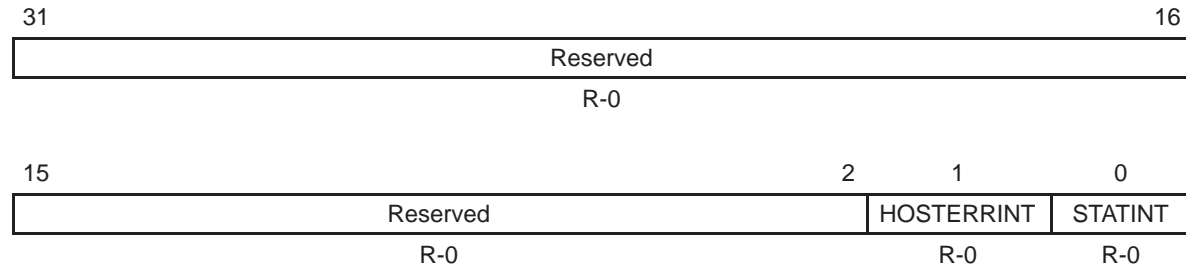 31 16
Reserved
R-0
15 2 1 0
Reserved HOSTERRINT STATINT
R-0 R-0 R-0